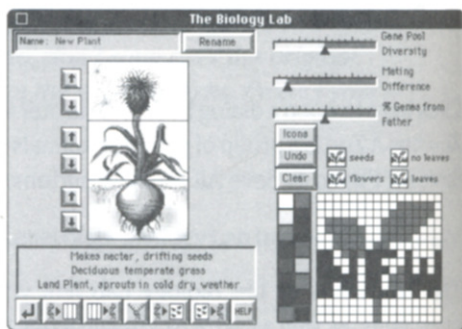 The Biology Lab
Name: New Plant
Rename
Gene Pool
Diversity
Mating
Difference
% Genes from
Father
Icons
Undo
Clear
seeds
no leaves
flowers
leaves
Makes nectar, drifting seeds
Deciduous temperate grass
Land Plant, sprouts in cold dry weather
NEW
HELP